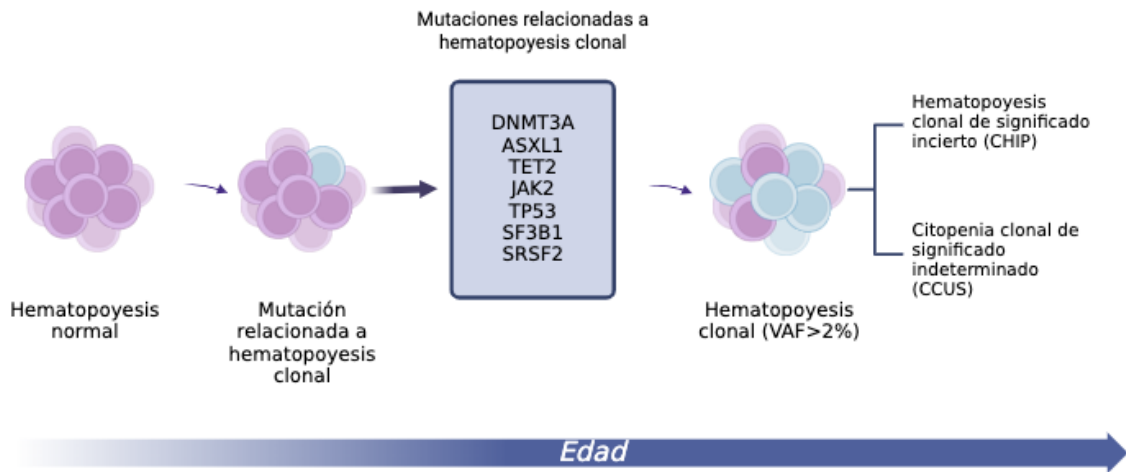 Mutaciones relacionadas a
hematopoyesis clonal
DNMT3A
ASXL1
TET2
JAK2
TP53
SF3B1
SRSF2
Hematopoyesis
normal
Mutación
relacionada a
hematopoyesis
clonal
Hematopoyesis
clonal (VAF>2%)
Hematopoyesis
clonal de significado
incierto (CHIP)
Citopenia clonal de
significado
indeterminado
(CCUS)
Edad